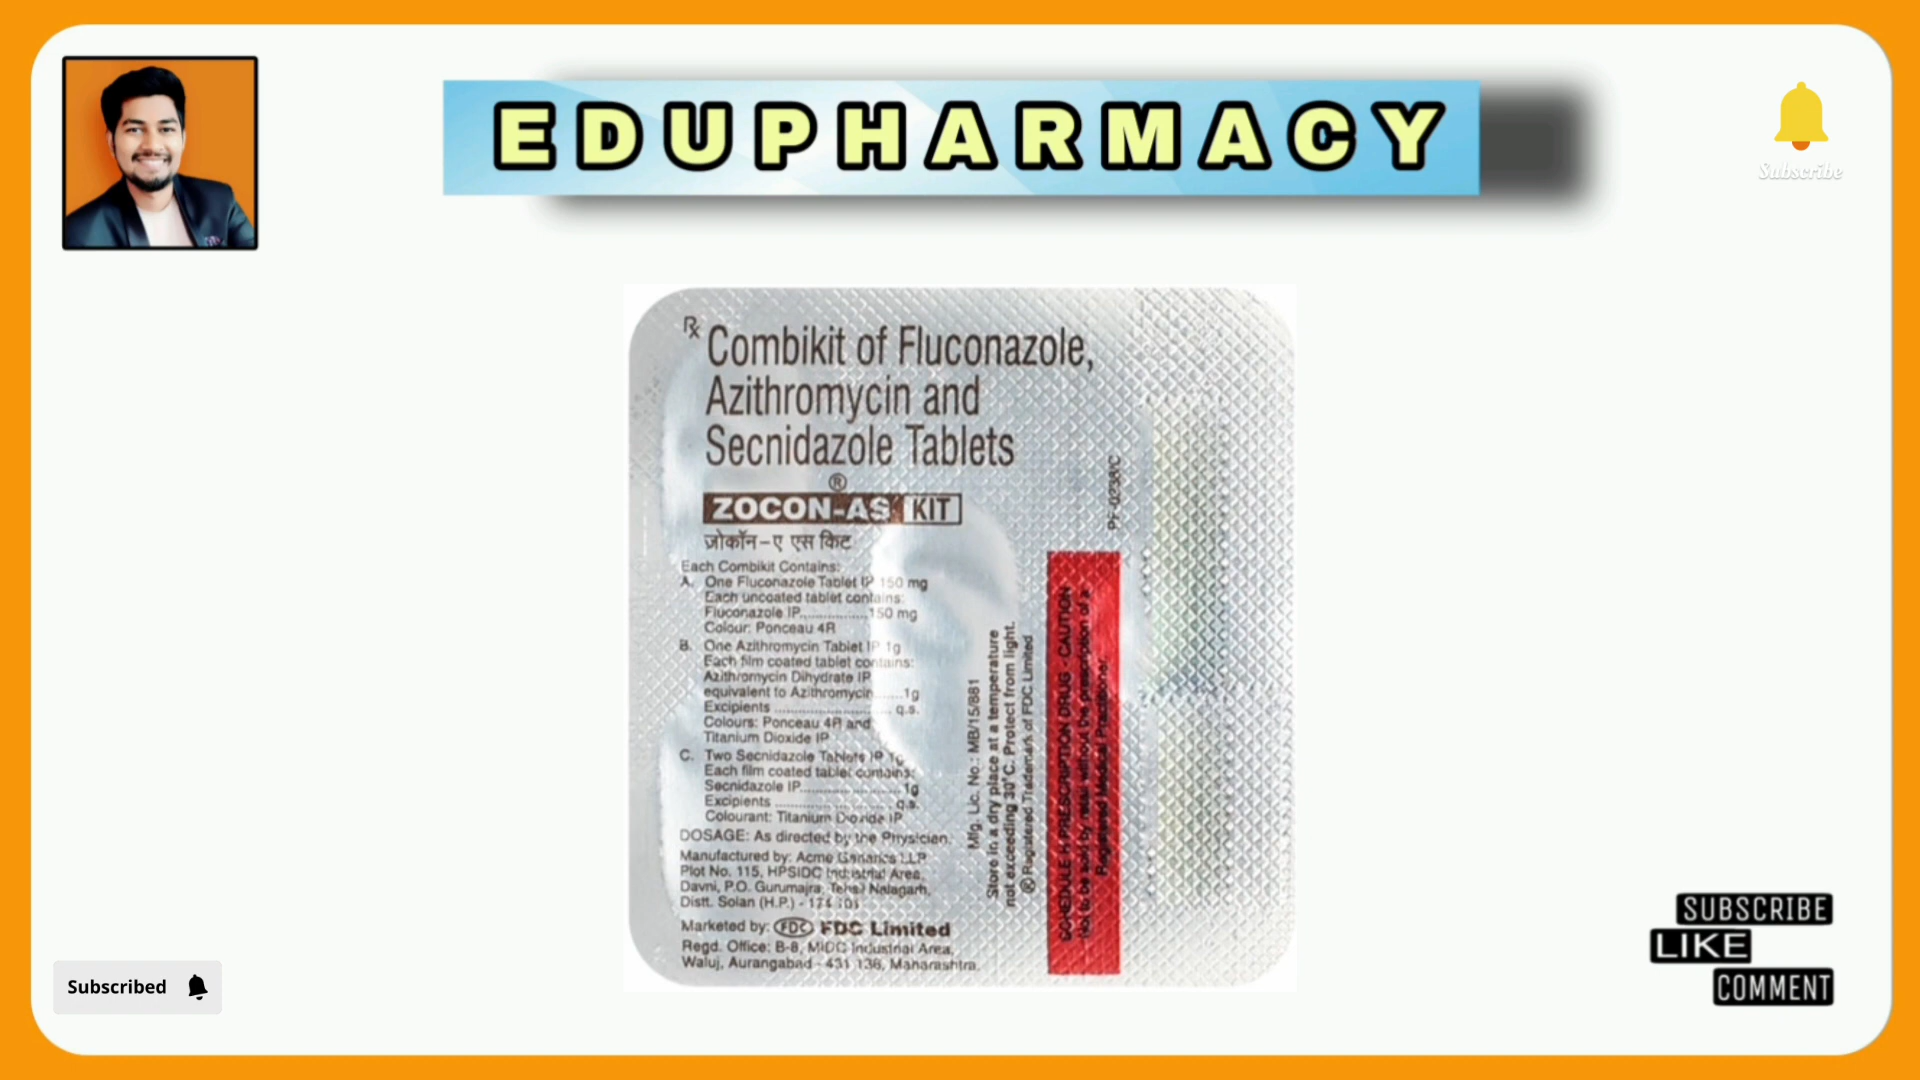 EDUPHARMACY
Subscribe
Rx Combikit of Fluconazole,
Azithromycin and
Secnidazole Tablets
®
ZOCON-AS KIT
ज़ोकॉन-ए एस किट
Each Combikit Contains:
A. One Fluconazole Tablet IP 150 mg
Each uncoated tablet contains:
Fluconazole IP.................150 mg
Colour: Ponceau 4R
B. One Azithromycin Tablet IP 1g
Each film coated tablet contains:
Azithromycin Dihydrate IP
equivalent to Azithromycin.......1g
Excipients ........................... q.s.
Colours: Ponceau 4R and
Titanium Dioxide IP
C. Two Secnidazole Tablets IP 1g
Each film coated tablet contains:
Secnidazole IP.........................1g
Excipients ........................... q.s.
Colourant: Titanium Dioxide IP
DOSAGE: As directed by the Physician.
Manufactured by: Acme Generics LLP
Plot No. 115, HPSIDC Industrial Area,
Davni, P.O. Gurumajra, Tehsil Nalagarh,
Distt. Solan (H.P.) - 174 101
Marketed by: FDC FDC Limited
Regd. Office: B-8, MIDC Industrial Area,
Waluj, Aurangabad - 431 136, Maharashtra.
Mfg. Lic. No.: MB/15/881
Store in a dry place at a temperature
not exceeding 30°C. Protect from light.
® Registered Trademark of FDC Limited
SCHEDULE H PRESCRIPTION DRUG - CAUTION
Not to be sold by retail without the prescription of a
Registered Medical Practitioner.
PF-0238/C
Subscribed
SUBSCRIBE
LIKE
COMMENT